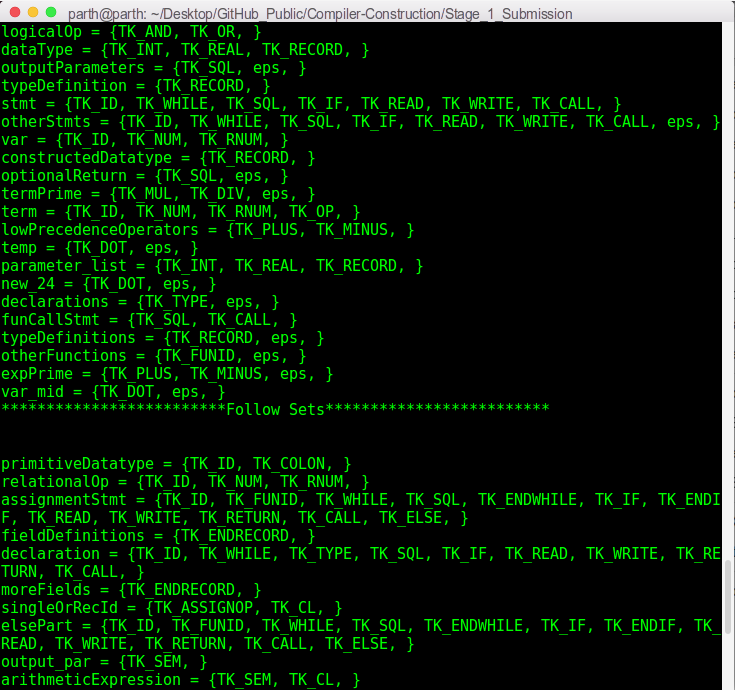 parth@parth: ~/Desktop/GitHub_Public/Compiler-Construction/Stage_1_Submission
logicalOp = {TK_AND, TK_OR, }
dataType = {TK_INT, TK_REAL, TK_RECORD, }
outputParameters = {TK_SQL, eps, }
typeDefinition = {TK_RECORD, }
stmt = {TK_ID, TK_WHILE, TK_SQL, TK_IF, TK_READ, TK_WRITE, TK_CALL, }
otherStmts = {TK_ID, TK_WHILE, TK_SQL, TK_IF, TK_READ, TK_WRITE, TK_CALL, eps, }
var = {TK_ID, TK_NUM, TK_RNUM, }
constructedDatatype = {TK_RECORD, }
optionalReturn = {TK_SQL, eps, }
termPrime = {TK_MUL, TK_DIV, eps, }
term = {TK_ID, TK_NUM, TK_RNUM, TK_OP, }
lowPrecedenceOperators = {TK_PLUS, TK_MINUS, }
temp = {TK_DOT, eps, }
parameter_list = {TK_INT, TK_REAL, TK_RECORD, }
new_24 = {TK_DOT, eps, }
declarations = {TK_TYPE, eps, }
funCallStmt = {TK_SQL, TK_CALL, }
typeDefinitions = {TK_RECORD, eps, }
otherFunctions = {TK_FUNID, eps, }
expPrime = {TK_PLUS, TK_MINUS, eps, }
var_mid = {TK_DOT, eps, }
*************************Follow Sets*************************
primitiveDatatype = {TK_ID, TK_COLON, }
relationalOp = {TK_ID, TK_NUM, TK_RNUM, }
assignmentStmt = {TK_ID, TK_FUNID, TK_WHILE, TK_SQL, TK_ENDWHILE, TK_IF, TK_ENDI
F, TK_READ, TK_WRITE, TK_RETURN, TK_CALL, TK_ELSE, }
fieldDefinitions = {TK_ENDRECORD, }
declaration = {TK_ID, TK_WHILE, TK_TYPE, TK_SQL, TK_IF, TK_READ, TK_WRITE, TK_RE
TURN, TK_CALL, }
moreFields = {TK_ENDRECORD, }
singleOrRecId = {TK_ASSIGNOP, TK_CL, }
elsePart = {TK_ID, TK_FUNID, TK_WHILE, TK_SQL, TK_ENDWHILE, TK_IF, TK_ENDIF, TK_
READ, TK_WRITE, TK_RETURN, TK_CALL, TK_ELSE, }
output_par = {TK_SEM, }
arithmeticExpression = {TK_SEM, TK_CL, }